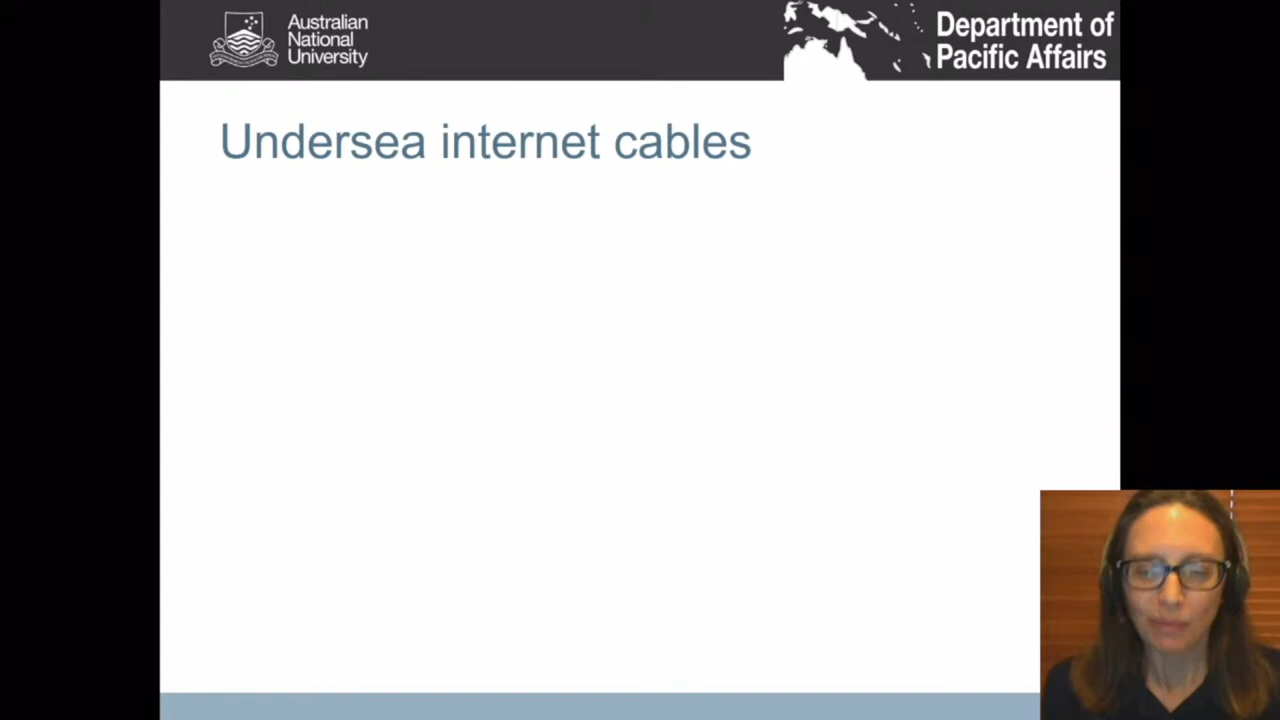 Australian
National
University
Department of
Pacific Affairs
Undersea internet cables